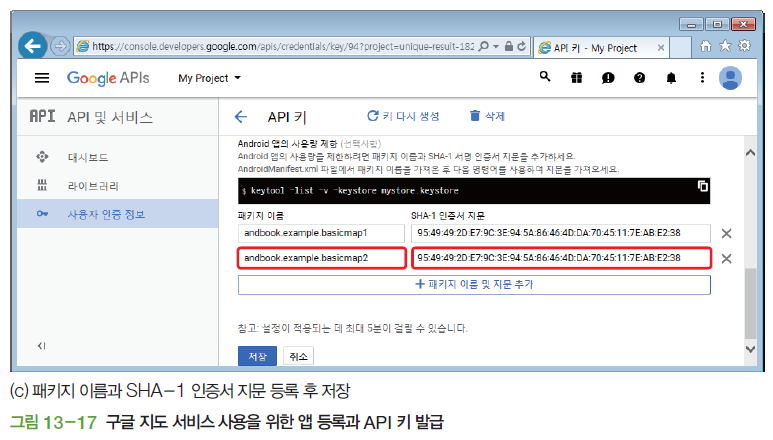 https://console.developers.google.com/apis/credentials/key/94?project=unique-result-182
API 키 - My Project
Google APIs
My Project
API API 및 서비스
API 키
키 다시 생성
삭제
대시보드
라이브러리
사용자 인증 정보
Android 앱의 사용량 제한 (선택사항)
Android 앱의 사용량을 제한하려면 패키지 이름과 SHA-1 서명 인증서 지문을 추가하세요.
AndroidManifest.xml 파일에서 패키지 이름을 가져온 후 다음 명령어를 사용하여 지문을 가져오세요.
$ keytool -list -v -keystore mystore.keystore
패키지 이름 SHA-1 인증서 지문
andbook.example.basicmap1 95:49:49:2D:E7:9C:3E:94:5A:86:46:4D:DA:70:45:11:7E:AB:E2:38
andbook.example.basicmap2 95:49:49:2D:E7:9C:3E:94:5A:86:46:4D:DA:70:45:11:7E:AB:E2:38
+ 패키지 이름 및 지문 추가
참고: 설정이 적용되는 데 최대 5분이 걸릴 수 있습니다.
저장 취소
(c) 패키지 이름과 SHA-1 인증서 지문 등록 후 저장
그림 13-17 구글 지도 서비스 사용을 위한 앱 등록과 API 키 발급